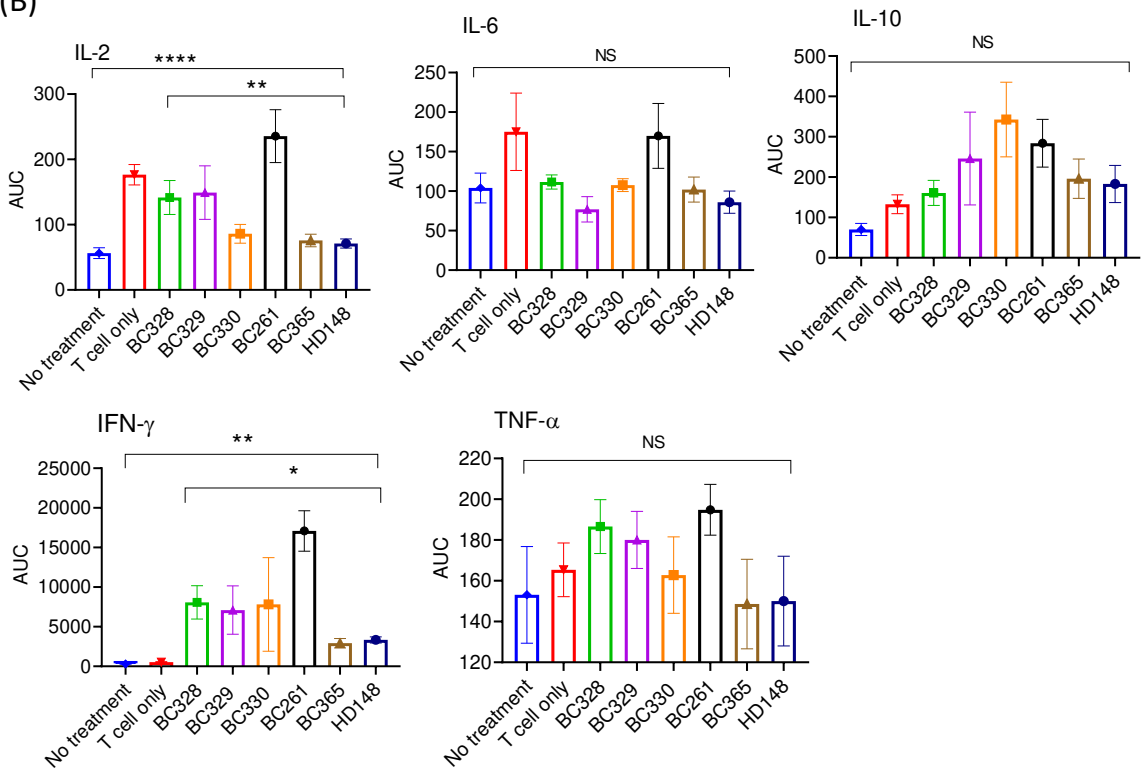 (B)
IL-2
****
**
AUC
300
200
100
0
No treatment
T cell only
BC328
BC329
BC330
BC261
BC365
HD148
IL-6
NS
AUC
250
200
150
100
50
0
No treatment
T cell only
BC328
BC329
BC330
BC261
BC365
HD148
IL-10
NS
AUC
500
400
300
200
100
0
No treatment
T cell only
BC328
BC329
BC330
BC261
BC365
HD148
IFN-γ
**
*
AUC
25000
20000
15000
10000
5000
0
No treatment
T cell only
BC328
BC329
BC330
BC261
BC365
HD148
TNF-α
NS
AUC
220
200
180
160
140
120
No treatment
T cell only
BC328
BC329
BC330
BC261
BC365
HD148